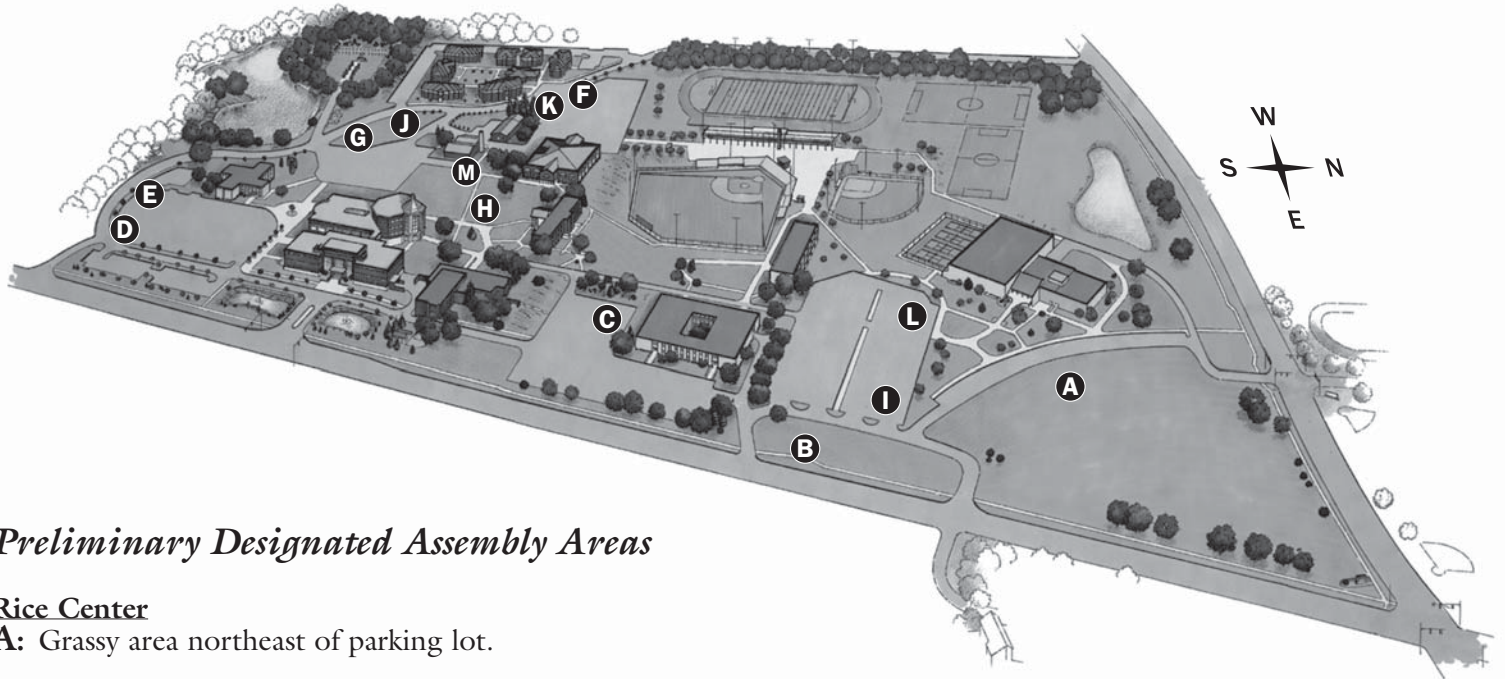 F
K
J
G
W
M
S
N
E
E
H
D
E
C
L
A
I
B
Preliminary Designated Assembly Areas
Rice Center
A: Grassy area northeast of parking lot.